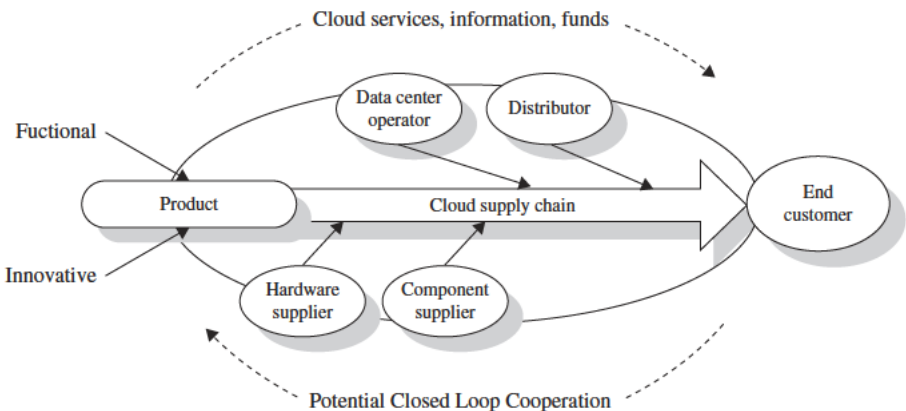 Cloud services, information, funds
Data center
operator
Distributor
Fuctional
Product
Cloud supply chain
End
customer
Innovative
Hardware
supplier
Component
supplier
Potential Closed Loop Cooperation